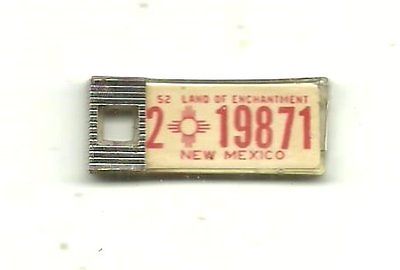 52 LAND OF ENCHANTMENT
2 19871
NEW MEXICO